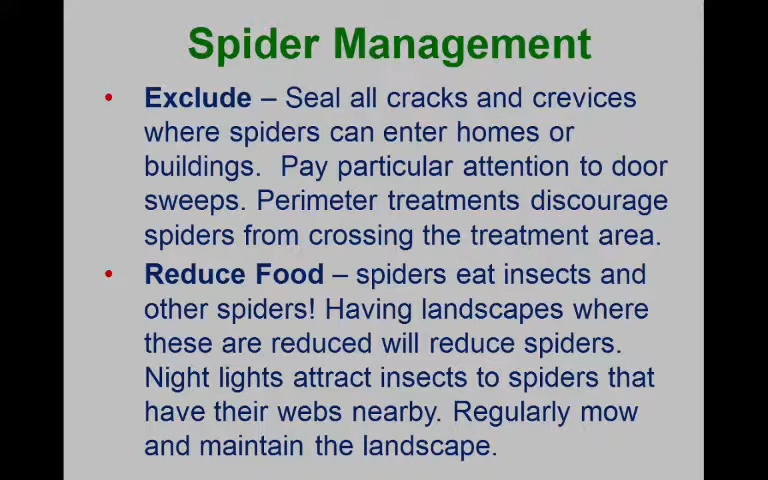 Spider Management
• Exclude – Seal all cracks and crevices
where spiders can enter homes or
buildings.  Pay particular attention to door
sweeps. Perimeter treatments discourage
spiders from crossing the treatment area.
• Reduce Food – spiders eat insects and
other spiders! Having landscapes where
these are reduced will reduce spiders.
Night lights attract insects to spiders that
have their webs nearby. Regularly mow
and maintain the landscape.